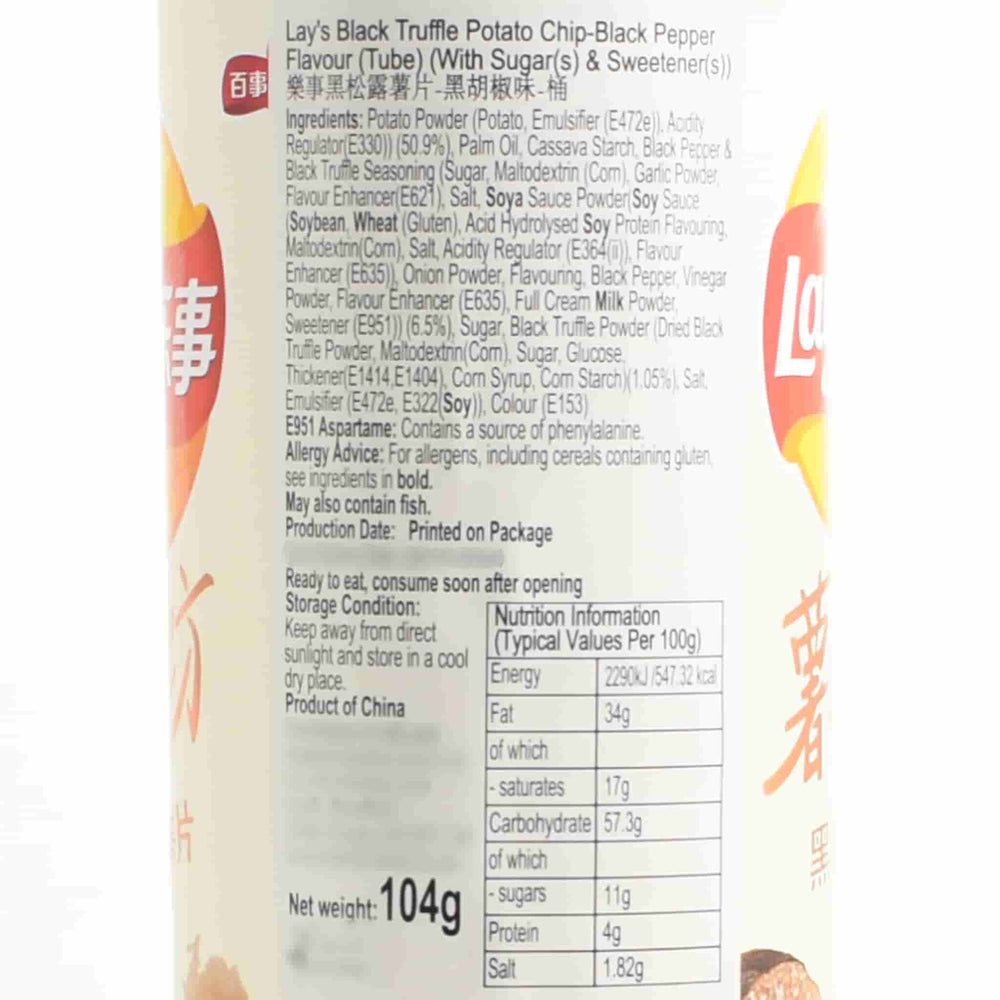 Lay's Black Truffle Potato Chip-Black Pepper
Flavour (Tube) (With Sugar(s) & Sweetener(s))
樂事黑松露薯片-黑胡椒味-桶
Ingredients: Potato Powder (Potato, Emulsifier (E472e)), Acidity
Regulator(E330)) (50.9%), Palm Oil, Cassava Starch, Black Pepper &
Black Truffle Seasoning (Sugar, Maltodextrin (Corn), Garlic Powder,
Flavour Enhancer(E621), Salt, Soya Sauce Powder(Soy Sauce
(Soybean, Wheat (Gluten), Acid Hydrolysed Soy Protein Flavouring,
Maltodextrin(Corn), Salt, Acidity Regulator (E364(ii)), Flavour
Enhancer (E635)), Onion Powder, Flavouring, Black Pepper, Vinegar
Powder, Flavour Enhancer (E635), Full Cream Milk Powder,
Sweetener (E951)) (6.5%), Sugar, Black Truffle Powder (Dried Black
Truffle Powder, Maltodextrin(Corn), Sugar, Glucose,
Thickener(E1414,E1404), Corn Syrup, Corn Starch)(1.05%), Salt,
Emulsifier (E472e, E322(Soy)), Colour (E153)
E951 Aspartame: Contains a source of phenylalanine.
Allergy Advice: For allergens, including cereals containing gluten,
see ingredients in bold.
May also contain fish.
Production Date: Printed on Package
Ready to eat, consume soon after opening
Storage Condition:
Keep away from direct
sunlight and store in a cool
dry place.
Product of China
Net weight: 104g
Nutrition Information
(Typical Values Per 100g)
Energy 2290kJ/547.32 kcal
Fat 34g
of which
- saturates 17g
Carbohydrate 57.3g
of which
- sugars 11g
Protein 4g
Salt 1.82g
百事
事
片
薯
黑